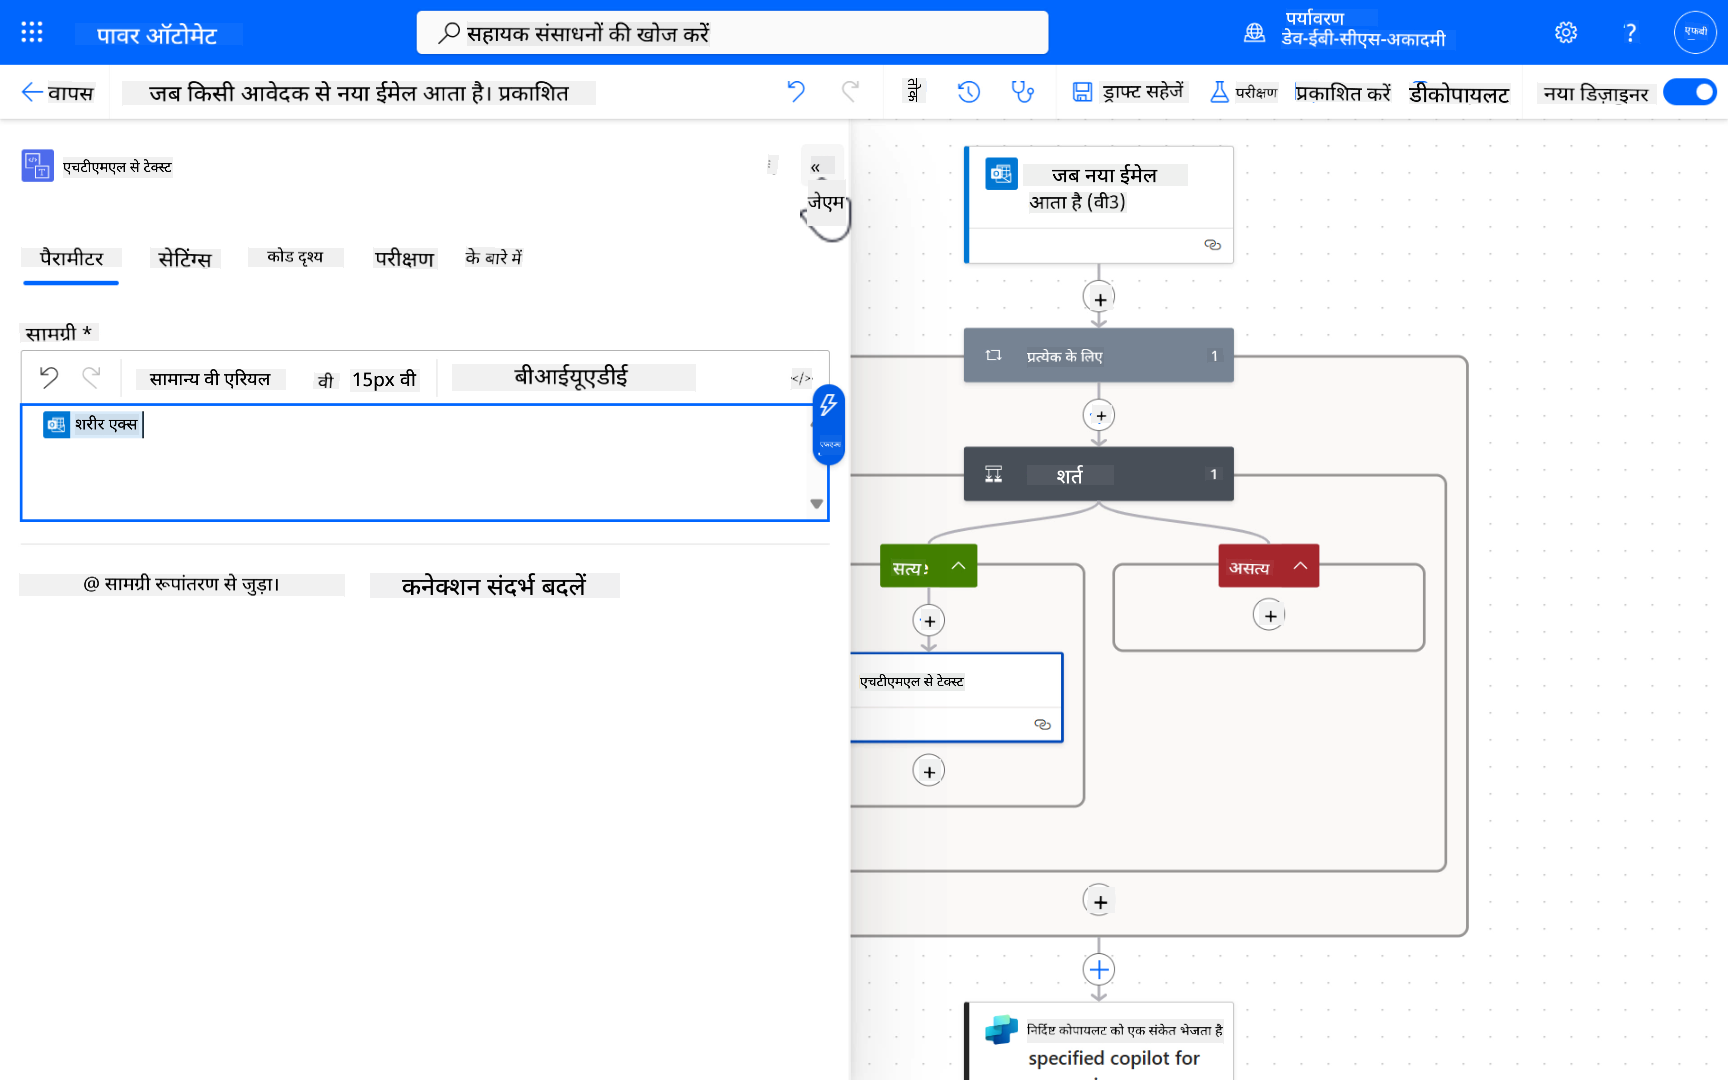 पावर ऑटोमेट
सहायक संसाधनों की खोज करें
पर्यावरण
डेव-ईबी-सीएस-अकादमी
?
एफबी
वापस
जब किसी आवेदक से नया ईमेल आता है। प्रकाशित
ड्राफ्ट सहेजें
परीक्षण
प्रकाशित करें
डीकोपायलट
नया डिज़ाइनर
एचटीएमएल से टेक्स्ट
«
जेएम
पैरामीटर
सेटिंग्स
कोड दृश्य
परीक्षण
के बारे में
सामग्री *
सामान्य वी एरियल
वी
15px वी
बीआईयूएडीई
</>
शरीर एक्स
@ सामग्री रूपांतरण से जुड़ा।
कनेक्शन संदर्भ बदलें
जब नया ईमेल
आता है (वी3)
प्रत्येक के लिए
1
शर्त
1
सत्य
असत्य
एचटीएमएल से टेक्स्ट
निर्दिष्ट कोपायलट को एक संकेत भेजता है
specified copilot for